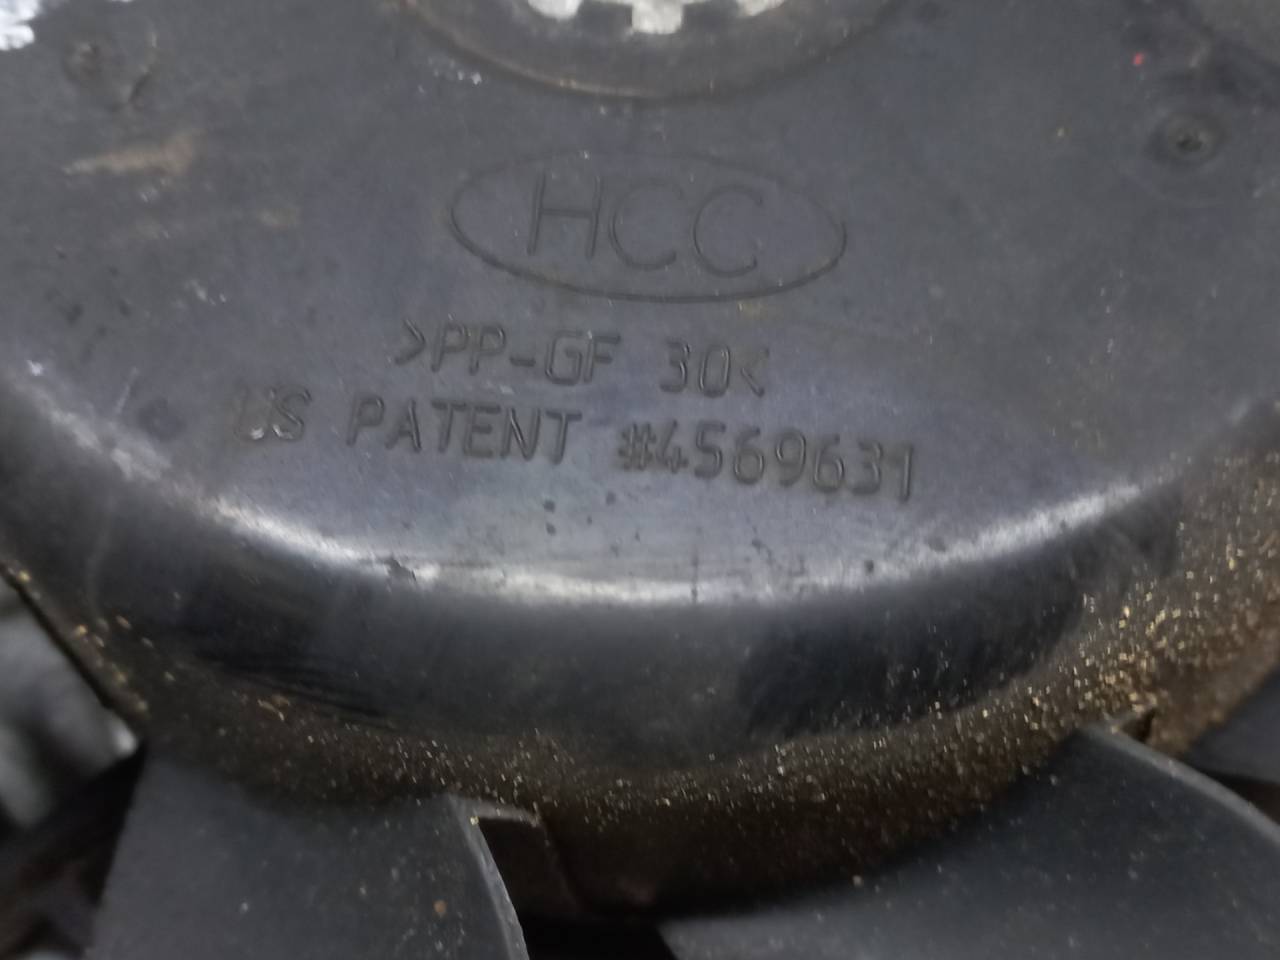 HCC
>PP-GF 30<
US PATENT #4569631